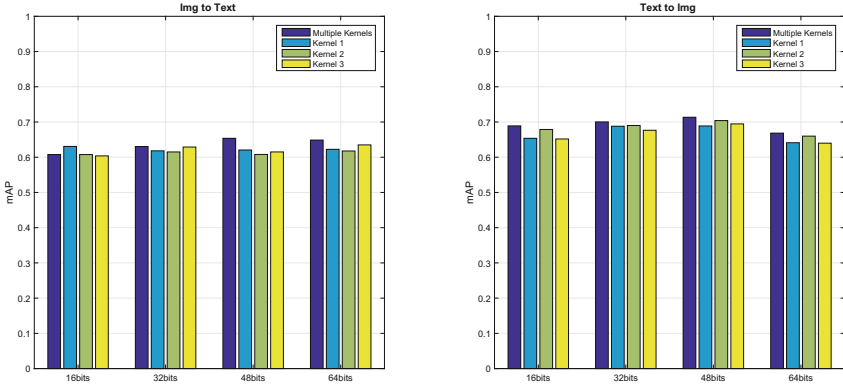 Img to Text
1
0.9
0.8
0.7
0.6
0.5
0.4
0.3
0.2
0.1
0
mAP
16bits 32bits 48bits 64bits
Multiple Kernels
Kernel 1
Kernel 2
Kernel 3
Text to Img
1
0.9
0.8
0.7
0.6
0.5
0.4
0.3
0.2
0.1
0
mAP
16bits 32bits 48bits 64bits
Multiple Kernels
Kernel 1
Kernel 2
Kernel 3